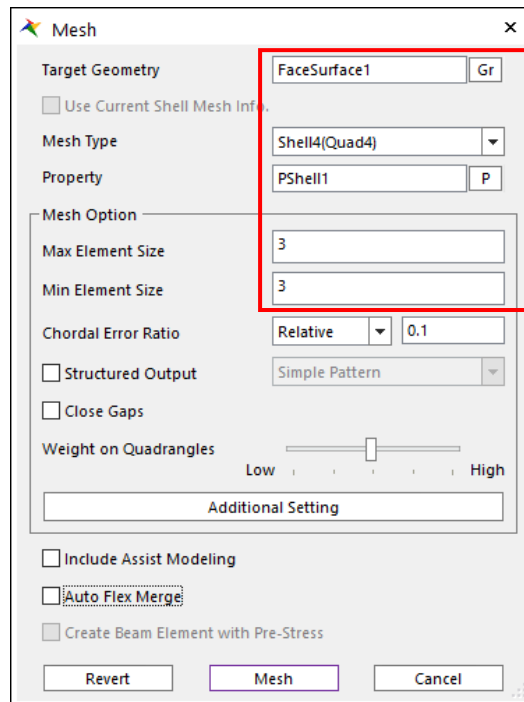 Mesh
Target Geometry FaceSurface1 Gr
Use Current Shell Mesh Info.
Mesh Type Shell4(Quad4)
Property PShell1 P
Mesh Option
Max Element Size 3
Min Element Size 3
Chordal Error Ratio Relative 0.1
Structured Output Simple Pattern
Close Gaps
Weight on Quadrangles
Low High
Additional Setting
Include Assist Modeling
Auto Flex Merge
Create Beam Element with Pre-Stress
Revert Mesh Cancel